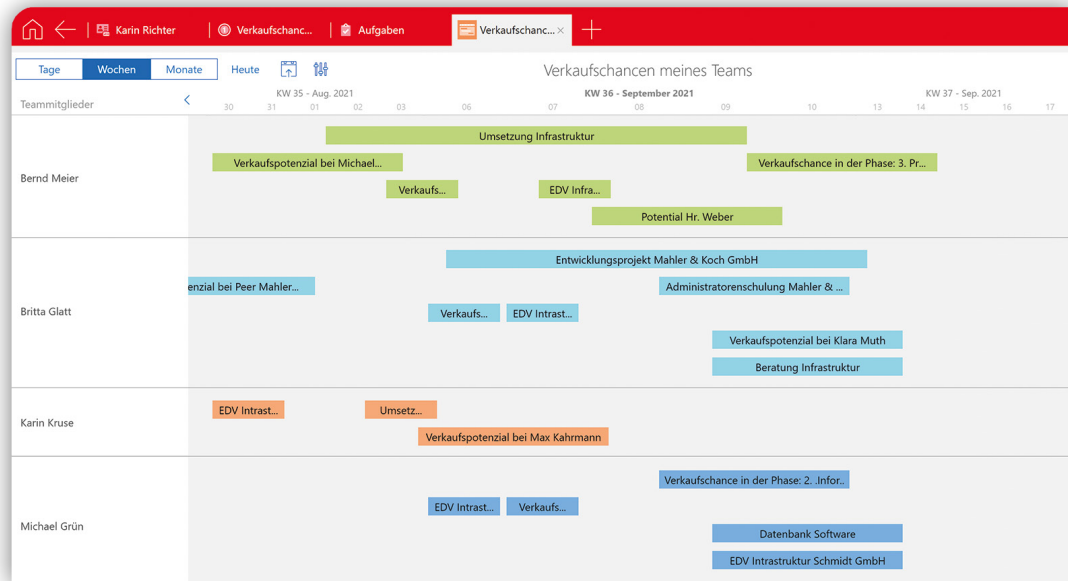 Karin Richter
Verkaufschanc...
Aufgaben
Verkaufschanc...
Tage
Wochen
Monate
Heute
Verkaufschancen meines Teams
Teammitglieder
KW 35 - Aug. 2021
KW 36 - September 2021
KW 37 - Sep. 2021
30 31 01 02 03 06 07 08 09 10 13 14 15 16 17
Bernd Meier
Umsetzung Infrastruktur
Verkaufspotenzial bei Michael...
Verkaufschance in der Phase: 3. Pr...
Verkaufs...
EDV Infra...
Potential Hr. Weber
Britta Glatt
Entwicklungsprojekt Mahler & Koch GmbH
enzial bei Peer Mahler...
Administratorenschulung Mahler & ...
Verkaufs...
EDV Intrast...
Verkaufspotenzial bei Klara Muth
Beratung Infrastruktur
Karin Kruse
EDV Intrast...
Umsetz...
Verkaufspotenzial bei Max Kahrmann
Michael Grün
Verkaufschance in der Phase: 2. .Infor..
EDV Intrast...
Verkaufs...
Datenbank Software
EDV Intrastruktur Schmidt GmbH